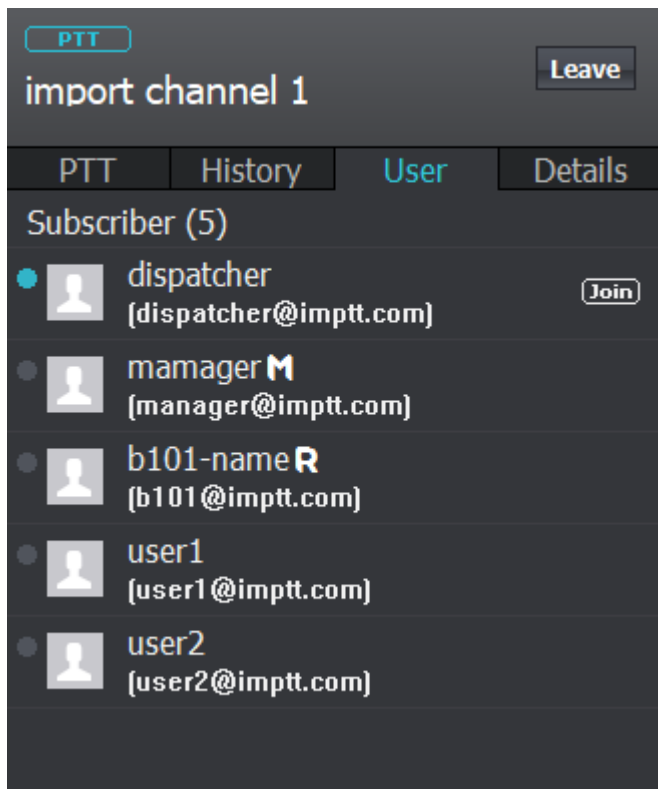 PTT
import channel 1
Leave
PTT History User Details
Subscriber (5)
dispatcher
(dispatcher@imptt.com)
Join
mamager M
(manager@imptt.com)
b101-name R
(b101@imptt.com)
user1
(user1@imptt.com)
user2
(user2@imptt.com)